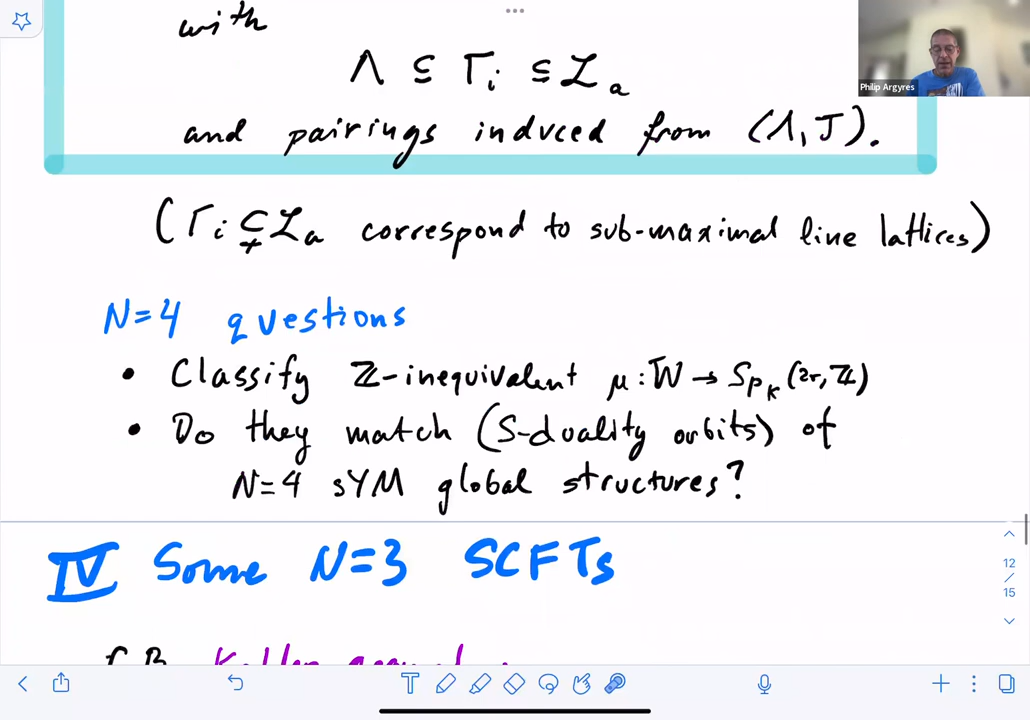 with
Λ ⊆ Γi ⊆ ℒa
Philip Argyres
and pairings induced from (Λ, J).
(Γi ⊊ ℒa correspond to sub-maximal line lattices)
N=4 questions
• Classify ℤ-inequivalent μ: W → Spk(2r, ℤ)
• Do they match (S-duality orbits) of
N=4 sYM global structures?
IV Some N=3 SCFTs
12
/
15
T